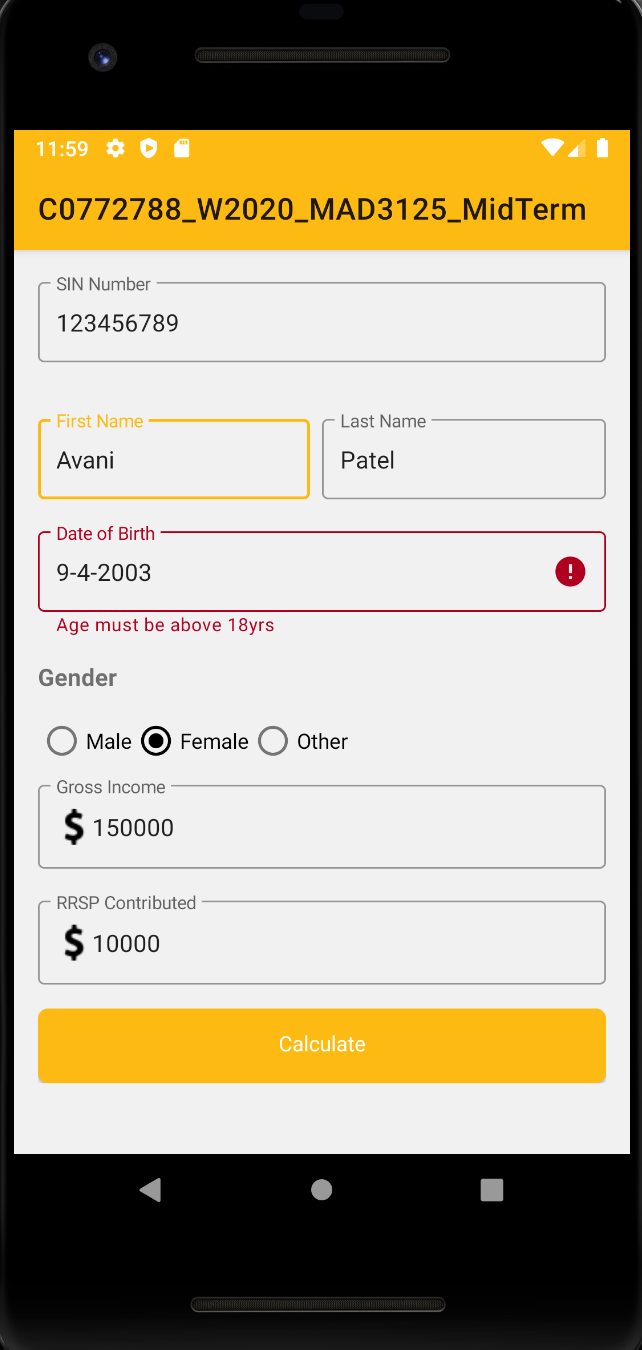 11:59
C0772788_W2020_MAD3125_MidTerm
SIN Number
123456789
First Name
Last Name
Avani
Patel
Date of Birth
9-4-2003
Age must be above 18yrs
Gender
Male Female Other
Gross Income
$ 150000
RRSP Contributed
$ 10000
Calculate